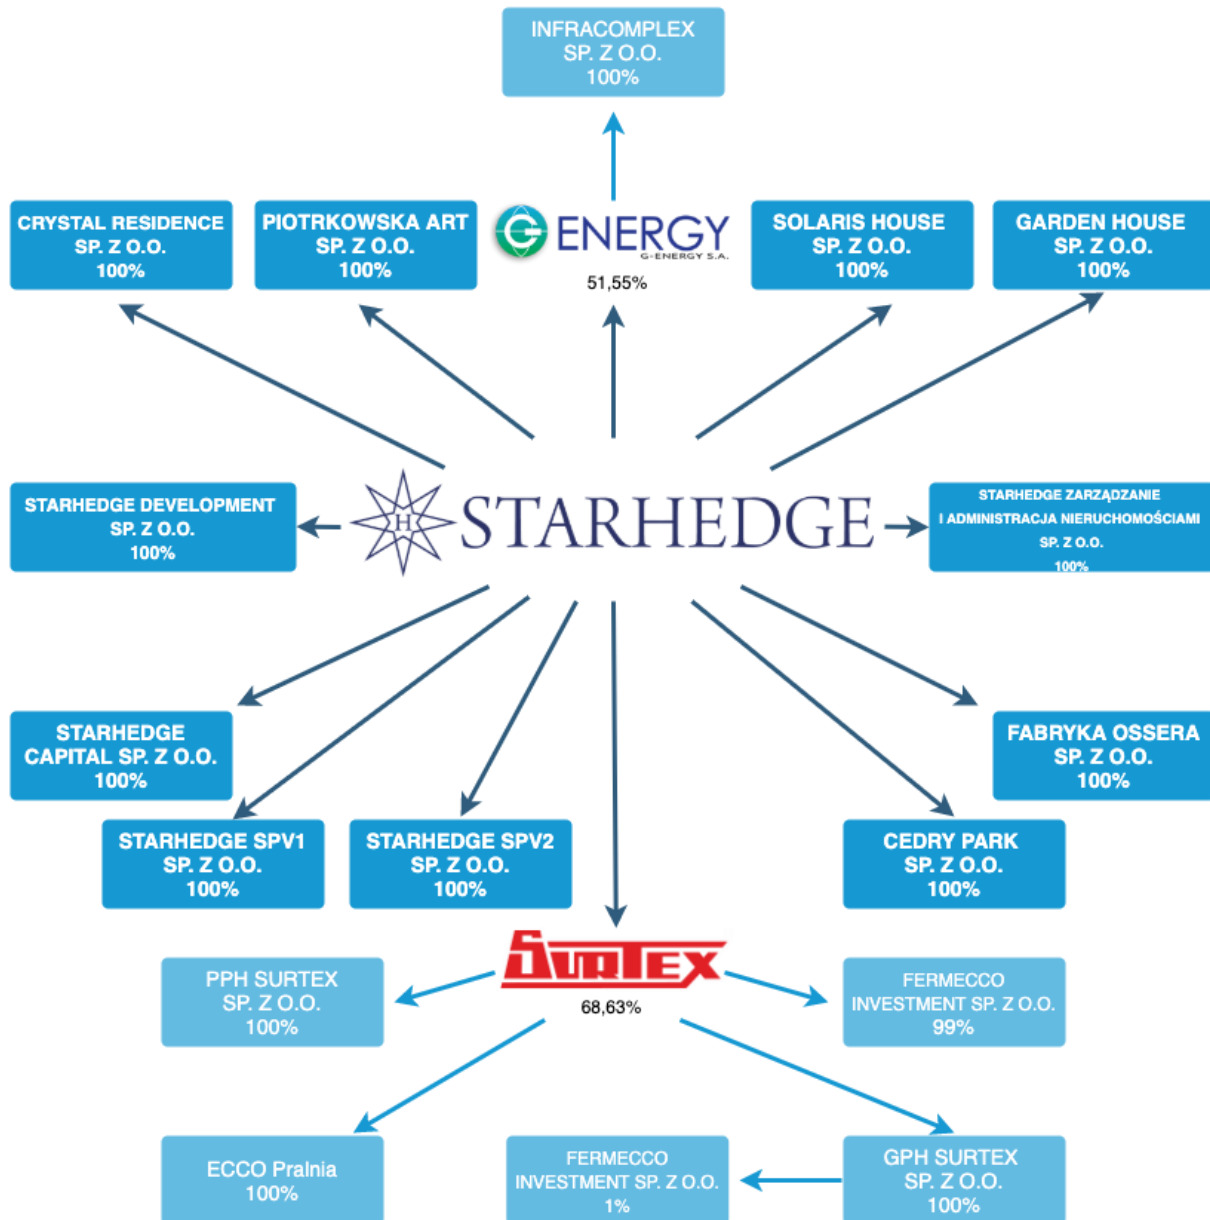 INFRACOMPLEX
SP. Z O.O.
100%
CRYSTAL RESIDENCE
SP. Z O.O.
100%
PIOTRKOWSKA ART
SP. Z O.O.
100%
G ENERGY
G-ENERGY S.A.
51,55%
SOLARIS HOUSE
SP. Z O.O.
100%
GARDEN HOUSE
SP. Z O.O.
100%
STARHEDGE DEVELOPMENT
SP. Z O.O.
100%
H STARHEDGE
STARHEDGE ZARZĄDZANIE
I ADMINISTRACJA NIERUCHOMOŚCIAMI
SP. Z O.O.
100%
STARHEDGE
CAPITAL SP. Z O.O.
100%
FABRYKA OSSERA
SP. Z O.O.
100%
STARHEDGE SPV1
SP. Z O.O.
100%
STARHEDGE SPV2
SP. Z O.O.
100%
CEDRY PARK
SP. Z O.O.
100%
SURTEX
68,63%
PPH SURTEX
SP. Z O.O.
100%
FERMECCO
INVESTMENT SP. Z O.O.
99%
ECCO Pralnia
100%
FERMECCO
INVESTMENT SP. Z O.O.
1%
GPH SURTEX
SP. Z O.O.
100%